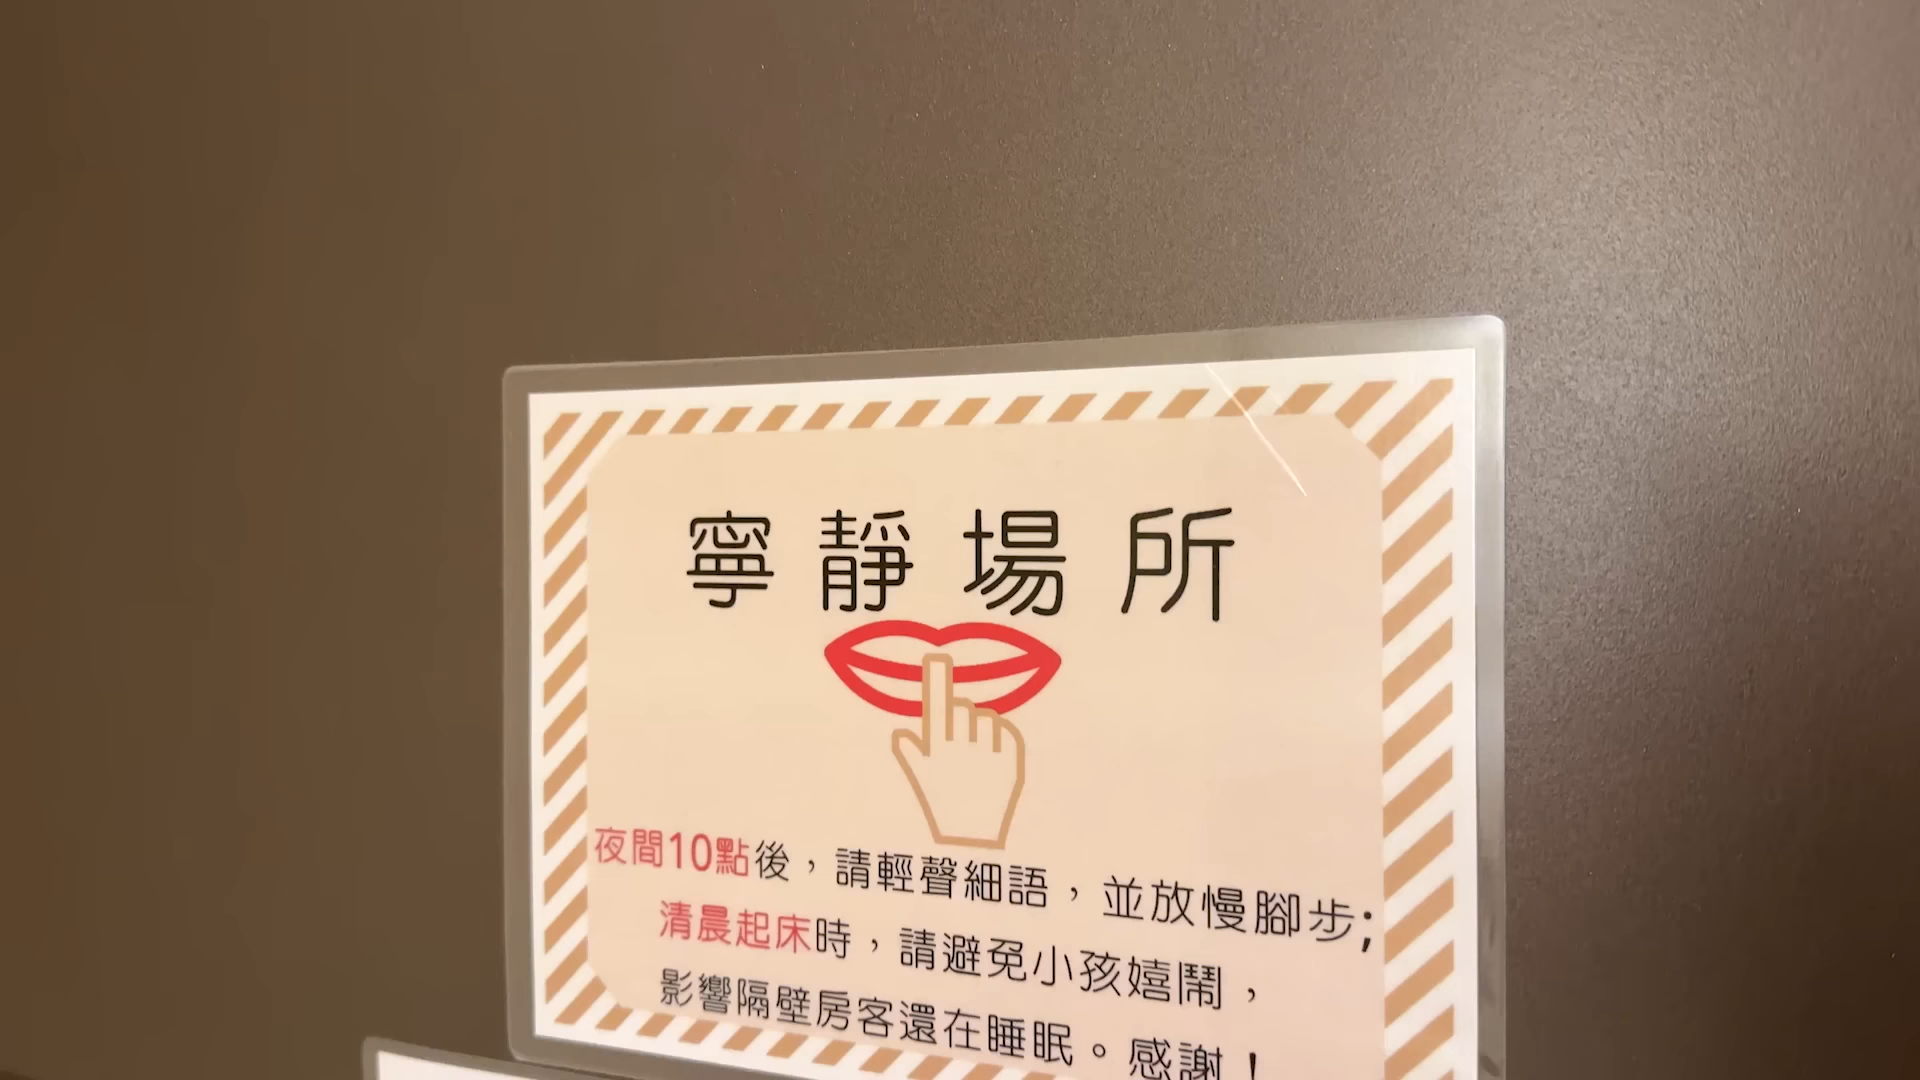 寧靜場所
夜間10點後，請輕聲細語，並放慢腳步;
清晨起床時，請避免小孩嬉鬧，
影響隔壁房客還在睡眠。感謝！